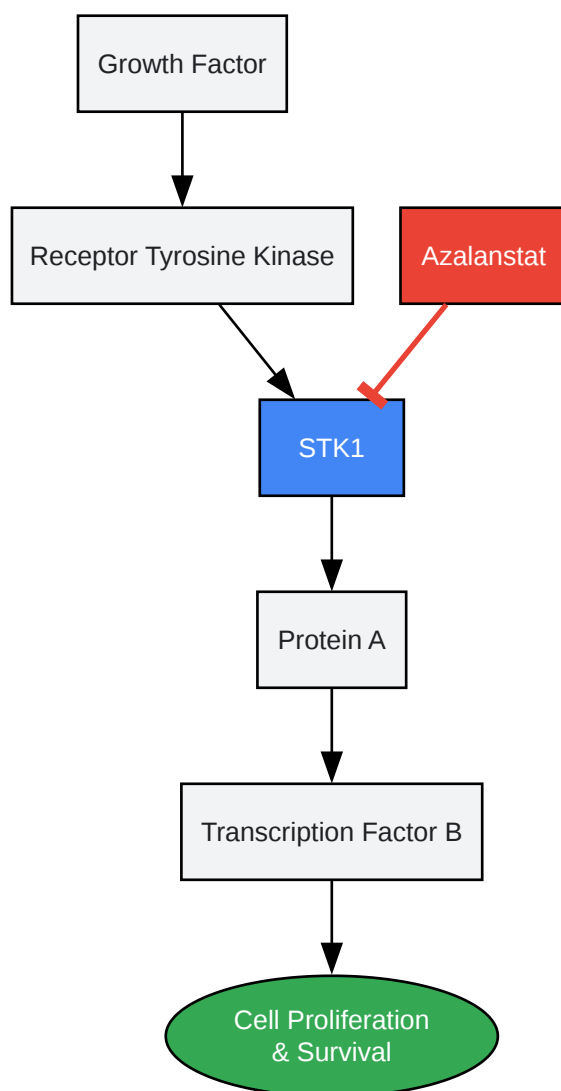 Growth Factor
Receptor Tyrosine Kinase
Azalanstat
STK1
Protein A
Transcription Factor B
Cell Proliferation
& Survival